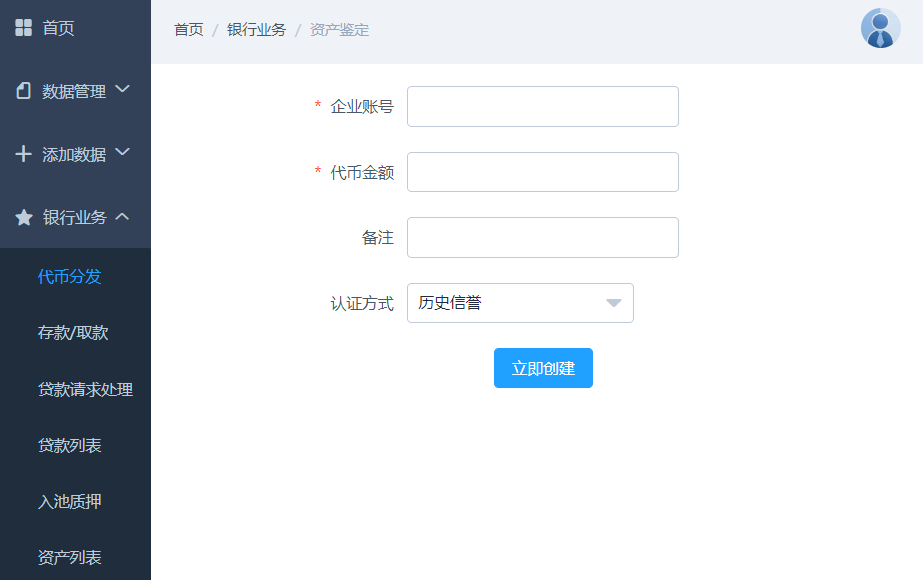 首页
数据管理
添加数据
银行业务
代币分发
存款/取款
贷款请求处理
贷款列表
入池质押
资产列表
首页 / 银行业务 / 资产鉴定
* 企业账号
* 代币金额
备注
认证方式 历史信誉
立即创建